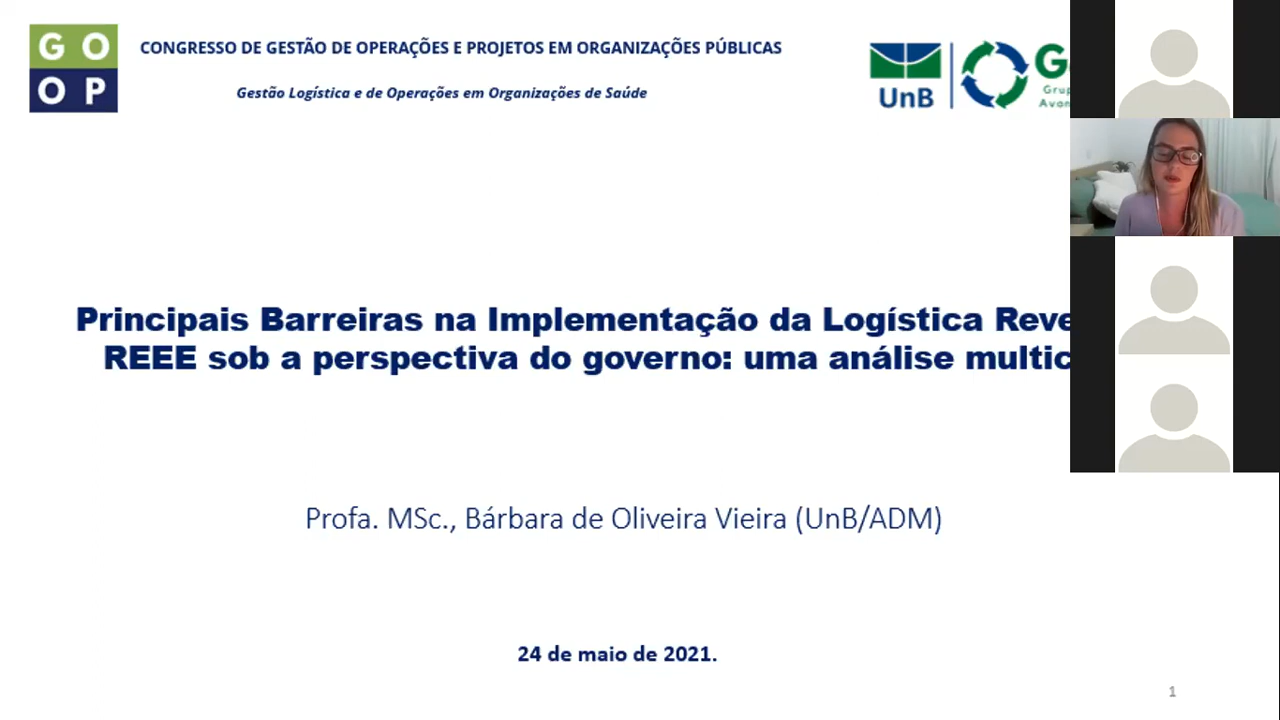 G O
O P
CONGRESSO DE GESTÃO DE OPERAÇÕES E PROJETOS EM ORGANIZAÇÕES PÚBLICAS
Gestão Logística e de Operações em Organizações de Saúde
UnB
Principais Barreiras na Implementação da Logística Reve
REEE sob a perspectiva do governo: uma análise multic
Profa. MSc., Bárbara de Oliveira Vieira (UnB/ADM)
24 de maio de 2021.
1